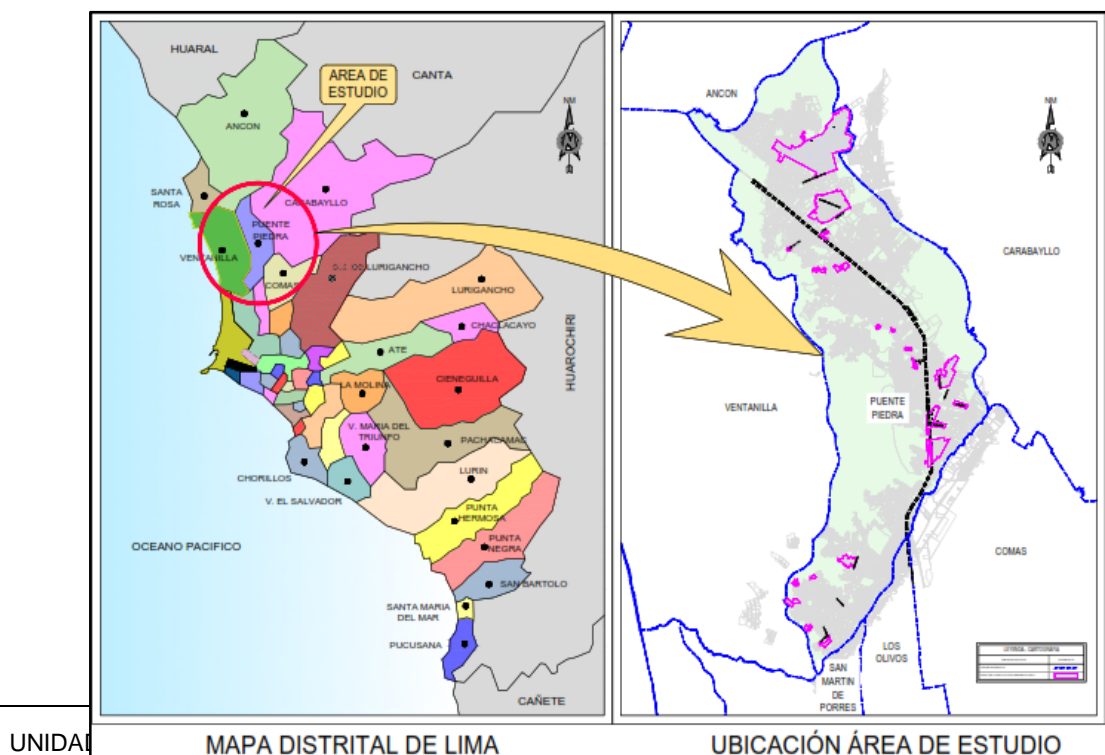 HUARAL
CANTA
AREA DE
ESTUDIO
NM
ANCON
SANTA
ROSA
CARABAYLLO
PUENTE
PIEDRA
VENTANILLA
COMAS
LURIGANCHO
LURIGANCHO
CHACLACAYO
ATE
HUAROCHIRI
CIENEGUILLA
LA MOLINA
V. MARIA DEL
TRIUNFO
PACHACAMAC
CHORILLOS
LURIN
V. EL SALVADOR
PUNTA
HERMOSA
OCEANO PACIFICO
PUNTA
NEGRA
SAN BARTOLO
SANTA MARIA
DEL MAR
PUCUSANA
CAÑETE
MAPA DISTRITAL DE LIMA
ANCON
NM
CARABAYLLO
VENTANILLA
PUENTE
PIEDRA
COMAS
LOS
OLIVOS
SAN
MARTIN
DE
PORRES
UBICACIÓN ÁREA DE ESTUDIO
UNIDAD